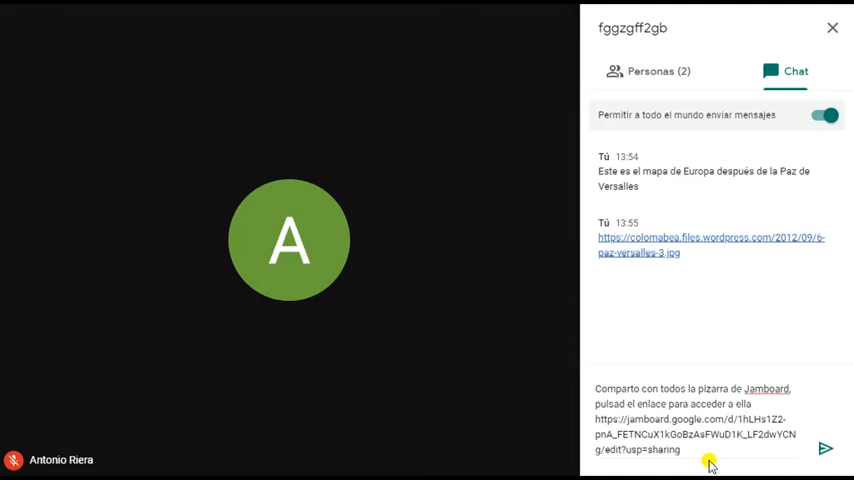 fggzgff2gb
Personas (2)
Chat
Permitir a todo el mundo enviar mensajes
Tú 13:54
Este es el mapa de Europa después de la Paz de
Versalles
Tú 13:55
https://colomabea.files.wordpress.com/2012/09/6-
paz-versalles-3.jpg
A
Comparto con todos la pizarra de Jamboard,
pulsad el enlace para acceder a ella
https://jamboard.google.com/d/1hLHs1Z2-
pnA_FETNCuX1kGoBzAsFWuD1K_LF2dwYCN
g/edit?usp=sharing
Antonio Riera